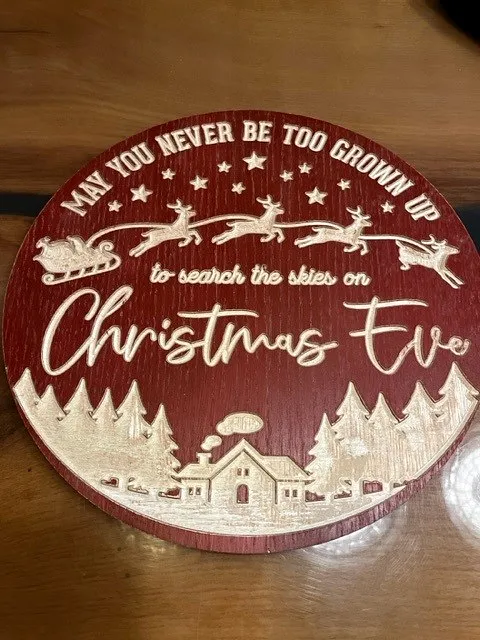 MAY YOU NEVER BE TOO GROWN UP
to search the skies on
Christmas Eve